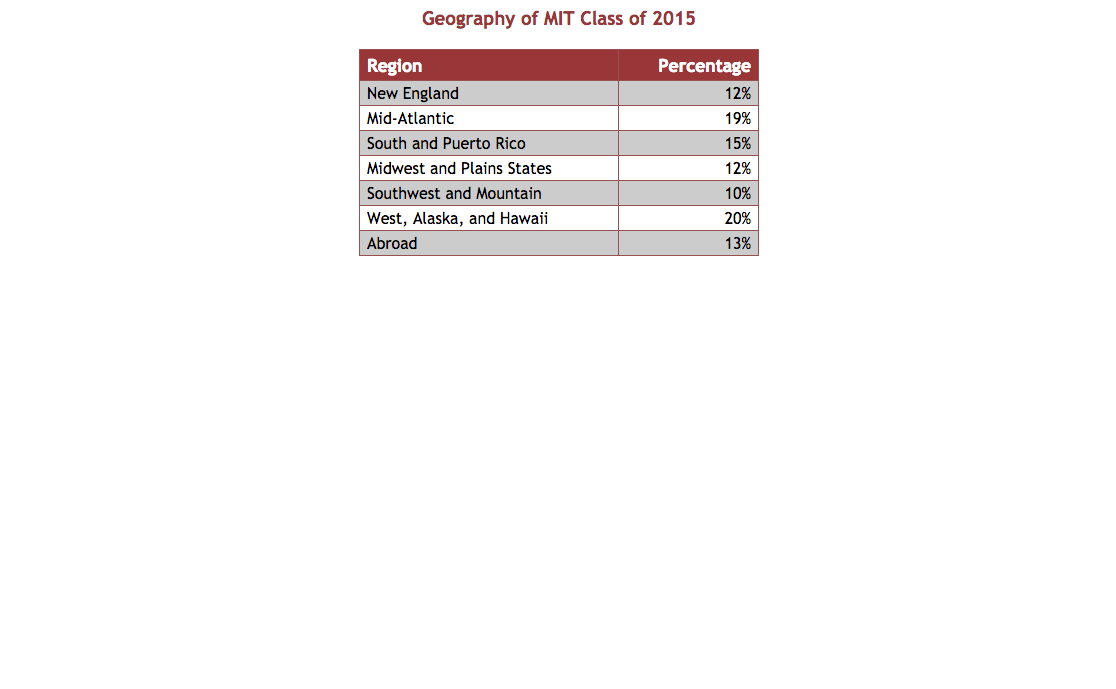 Geography of MIT Class of 2015
Region Percentage
New England 12%
Mid-Atlantic 19%
South and Puerto Rico 15%
Midwest and Plains States 12%
Southwest and Mountain 10%
West, Alaska, and Hawaii 20%
Abroad 13%